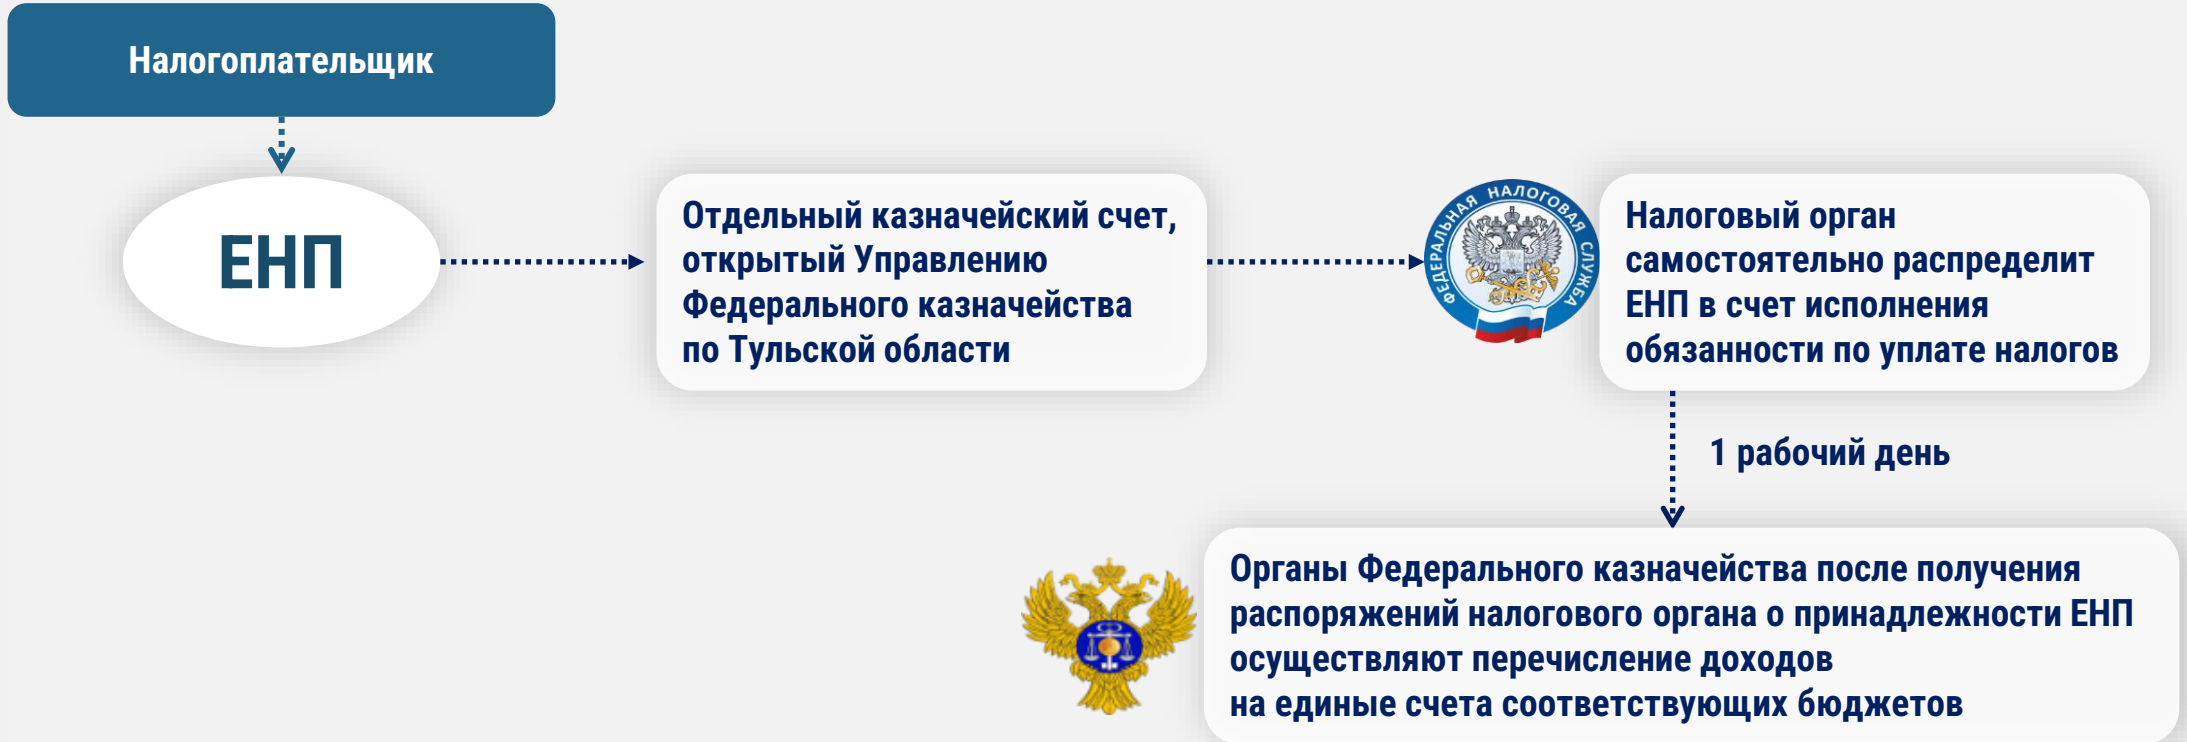 Налогоплательщик
ЕНП
Отдельный казначейский счет,
открытый Управлению
Федерального казначейства
по Тульской области
ФЕДЕРАЛЬНАЯ НАЛОГОВАЯ СЛУЖБА
Налоговый орган
самостоятельно распределит
ЕНП в счет исполнения
обязанности по уплате налогов
1 рабочий день
Органы Федерального казначейства после получения
распоряжений налогового органа о принадлежности ЕНП
осуществляют перечисление доходов
на единые счета соответствующих бюджетов